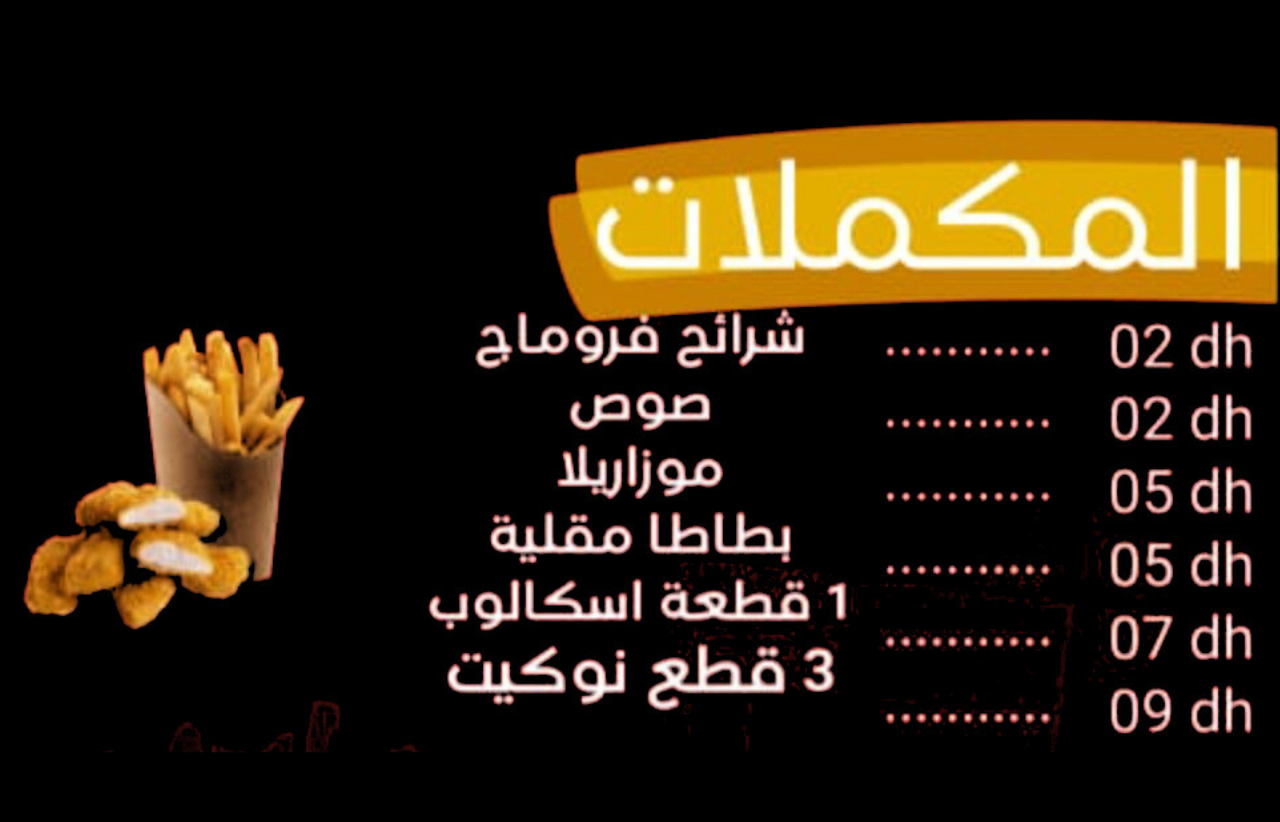 المكملات
شرائح فروماج ........... 02 dh
صوص ........... 02 dh
موزاريلا ........... 05 dh
بطاطا مقلية ........... 05 dh
1 قطعة اسكالوب ........... 07 dh
3 قطع نوكيت ........... 09 dh